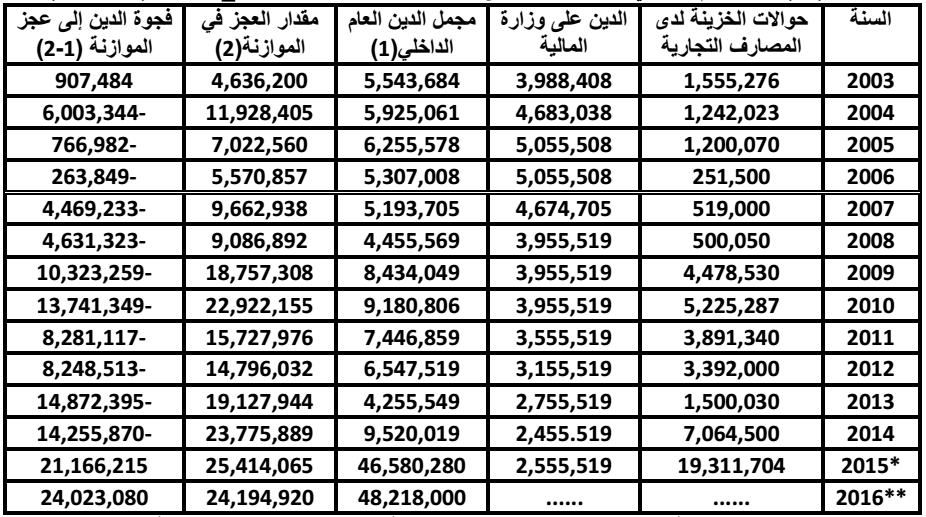 السنة | حوالات الخزينة لدى المصارف التجارية | الدين على وزارة المالية | مجمل الدين العام الداخلي(1) | مقدار العجز في الموازنة(2) | فجوة الدين إلى عجز الموازنة (1-2)
2003 | 1,555,276 | 3,988,408 | 5,543,684 | 4,636,200 | 907,484
2004 | 1,242,023 | 4,683,038 | 5,925,061 | 11,928,405 | 6,003,344-
2005 | 1,200,070 | 5,055,508 | 6,255,578 | 7,022,560 | 766,982-
2006 | 251,500 | 5,055,508 | 5,307,008 | 5,570,857 | 263,849-
2007 | 519,000 | 4,674,705 | 5,193,705 | 9,662,938 | 4,469,233-
2008 | 500,050 | 3,955,519 | 4,455,569 | 9,086,892 | 4,631,323-
2009 | 4,478,530 | 3,955,519 | 8,434,049 | 18,757,308 | 10,323,259-
2010 | 5,225,287 | 3,955,519 | 9,180,806 | 22,922,155 | 13,741,349-
2011 | 3,891,340 | 3,555,519 | 7,446,859 | 15,727,976 | 8,281,117-
2012 | 3,392,000 | 3,155,519 | 6,547,519 | 14,796,032 | 8,248,513-
2013 | 1,500,030 | 2,755,519 | 4,255,549 | 19,127,944 | 14,872,395-
2014 | 7,064,500 | 2,455.519 | 9,520,019 | 23,775,889 | 14,255,870-
2015* | 19,311,704 | 2,555,519 | 46,580,280 | 25,414,065 | 21,166,215
2016** | ...... | ...... | 48,218,000 | 24,194,920 | 24,023,080